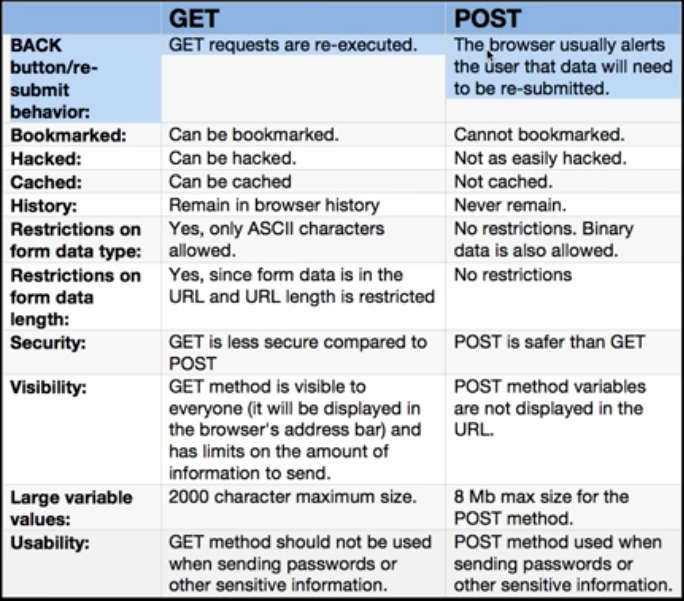 GET POST
BACK
button/re-
submit
behavior:
GET requests are re-executed.
The browser usually alerts
the user that data will need
to be re-submitted.
Bookmarked:
Can be bookmarked.
Cannot bookmarked.
Hacked:
Can be hacked.
Not as easily hacked.
Cached:
Can be cached
Not cached.
History:
Remain in browser history
Never remain.
Restrictions on
form data type:
Yes, only ASCII characters
allowed.
No restrictions. Binary
data is also allowed.
Restrictions on
form data
length:
Yes, since form data is in the
URL and URL length is restricted
No restrictions
Security:
GET is less secure compared to
POST
POST is safer than GET
Visibility:
GET method is visible to
everyone (it will be displayed in
the browser's address bar) and
has limits on the amount of
information to send.
POST method variables
are not displayed in the
URL.
Large variable
values:
2000 character maximum size.
8 Mb max size for the
POST method.
Usability:
GET method should not be used
when sending passwords or
other sensitive information.
POST method used when
sending passwords or
other sensitive information.